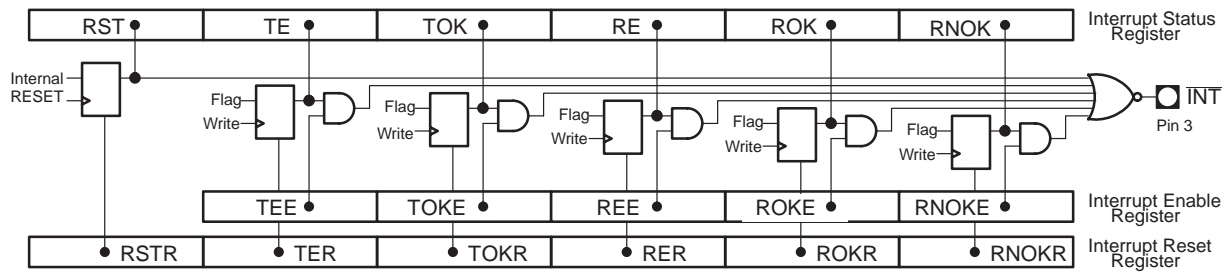 RST TE TOK RE ROK RNOK
Interrupt Status
Register
Internal
RESET
Flag
Write
Flag
Write
Flag
Write
Flag
Write
Flag
Write
INT
Pin 3
TEE TOKE REE ROKE RNOKE
Interrupt Enable
Register
RSTR TER TOKR RER ROKR RNOKR
Interrupt Reset
Register